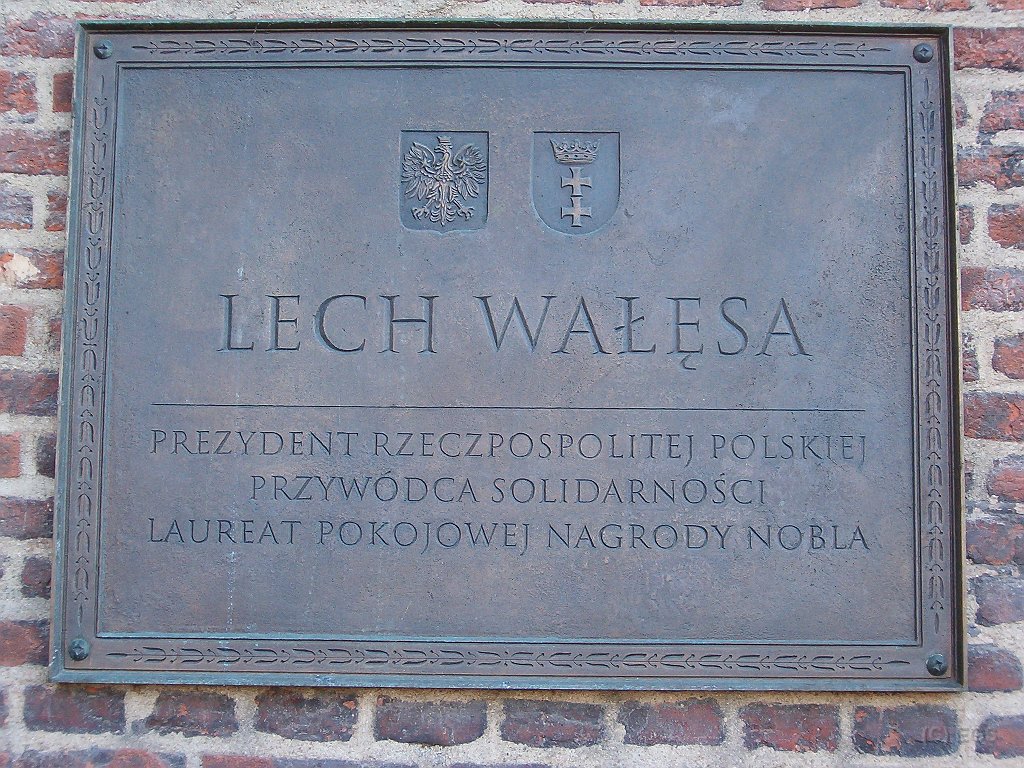 LECH WAŁĘSA
PREZYDENT RZECZPOSPOLITEJ POLSKIEJ
PRZYWÓDCA SOLIDARNOŚCI
LAUREAT POKOJOWEJ NAGRODY NOBLA